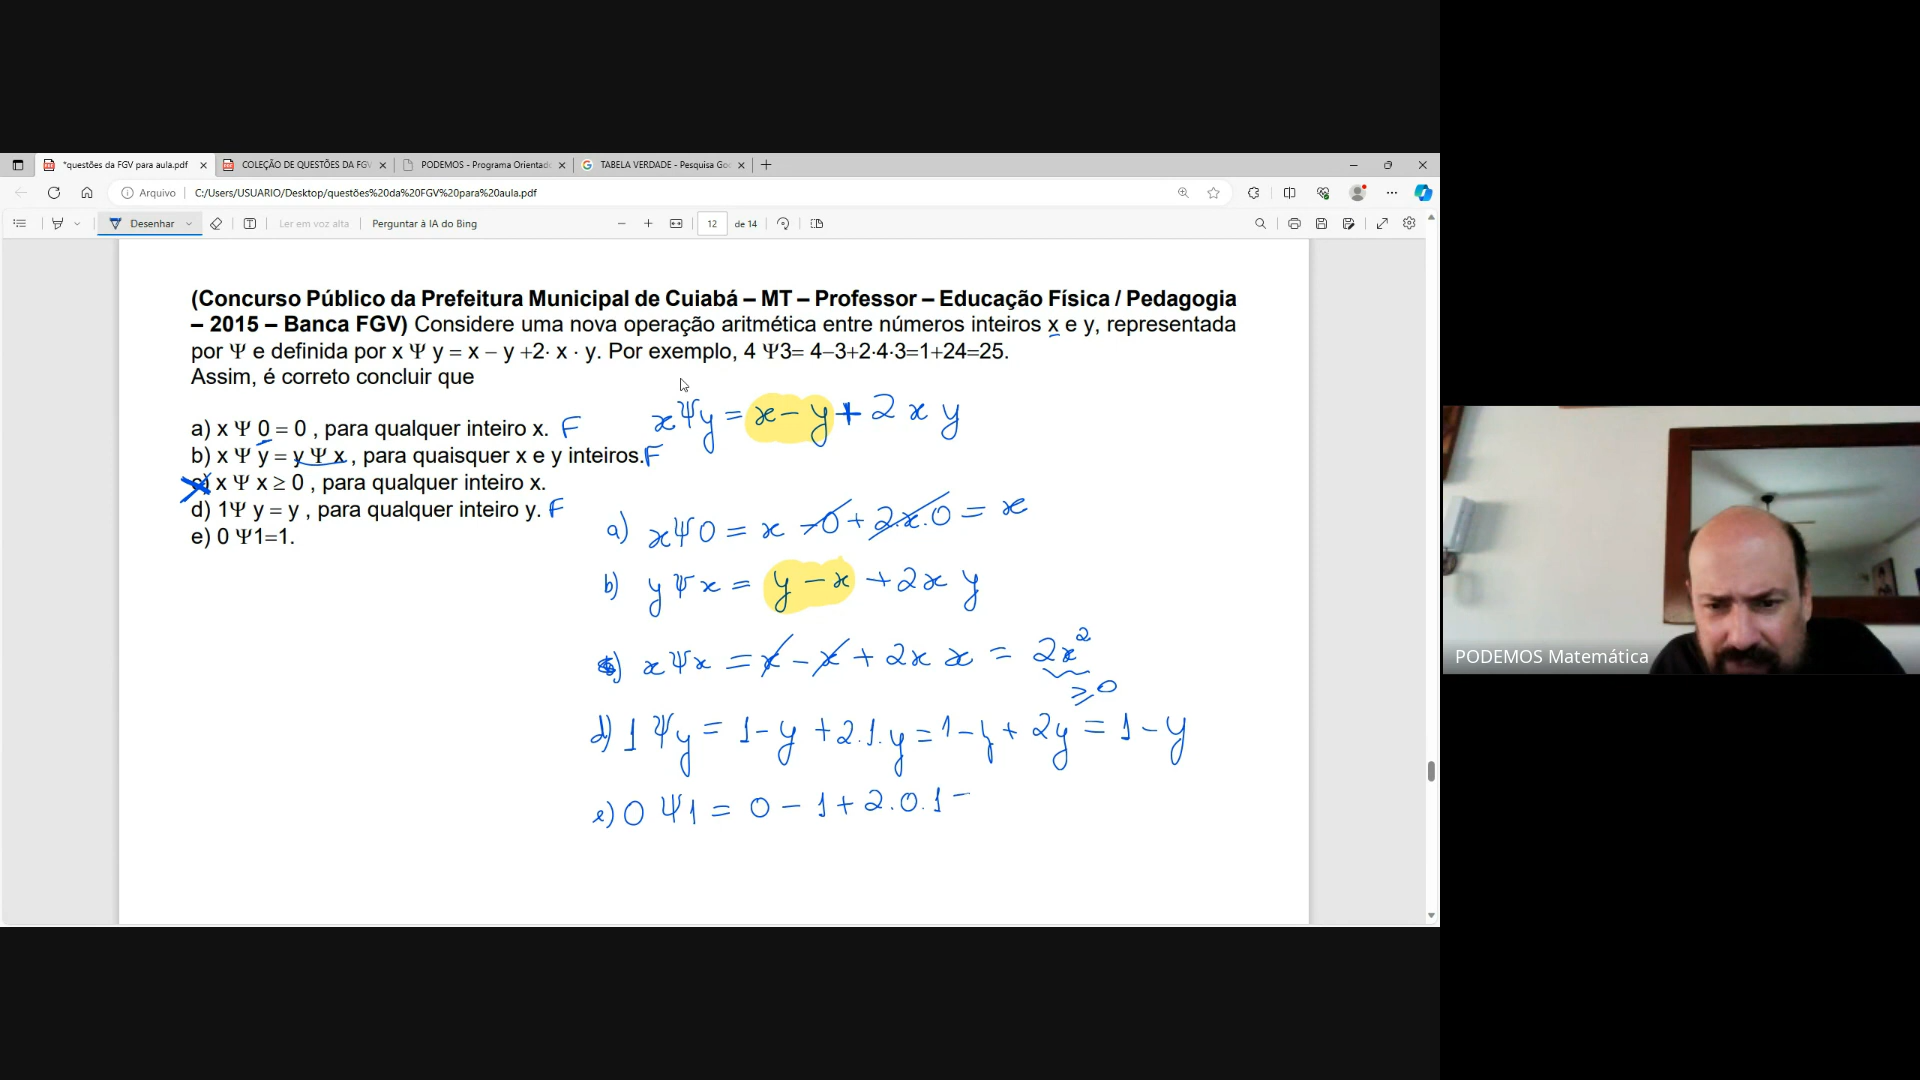 *questões da FGV para aula.pdf
COLEÇÃO DE QUESTÕES DA FGV
PODEMOS - Programa Orientado
TABELA VERDADE - Pesquisa Go
Arquivo
C:/Users/USUARIO/Desktop/questões%20da%20FGV%20para%20aula.pdf
Desenhar
Ler em voz alta
Perguntar à IA do Bing
12
de 14
(Concurso Público da Prefeitura Municipal de Cuiabá – MT – Professor – Educação Física / Pedagogia
– 2015 – Banca FGV) Considere uma nova operação aritmética entre números inteiros x e y, representada
por Ψ e definida por x Ψ y = x – y +2· x · y. Por exemplo, 4 Ψ3= 4–3+2·4·3=1+24=25.
Assim, é correto concluir que
a) x Ψ 0 = 0 , para qualquer inteiro x. F
b) x Ψ y = y Ψ x , para quaisquer x e y inteiros. F
c) x Ψ x ≥ 0 , para qualquer inteiro x.
d) 1Ψ y = y , para qualquer inteiro y. F
e) 0 Ψ1=1.
xΨy = x – y + 2 x y
a) xΨ0 = x – 0 + 2.x.0 = x
b) yΨx = y – x + 2x y
c) xΨx = x – x + 2x x = 2x²
≥ 0
d) 1 Ψy = 1 – y + 2.1.y = 1 – y + 2y = 1 – y
e) 0 Ψ1 = 0 – 1 + 2.0.1 –
PODEMOS Matemática